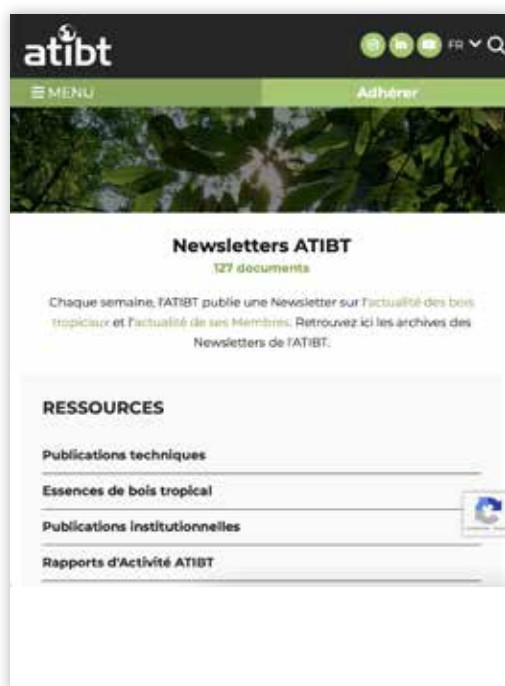 atibt
FR
MENU
Adhérer
Newsletters ATIBT
127 documents
Chaque semaine, l'ATIBT publie une Newsletter sur l'actualité des bois
tropicaux et l'actualité de ses Membres. Retrouvez ici les archives des
Newsletters de l'ATIBT.
RESSOURCES
Publications techniques
Essences de bois tropical
Publications institutionnelles
Rapports d'Activité ATIBT